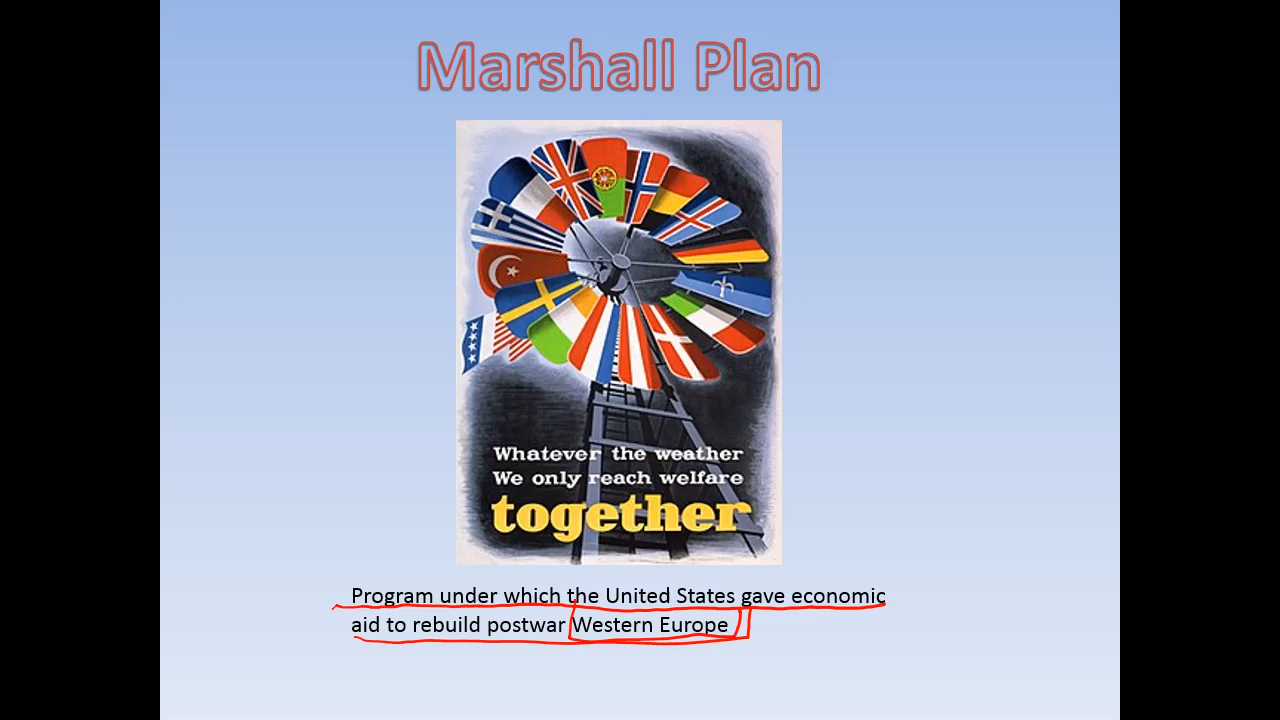 Marshall Plan
Whatever the weather
We only reach welfare
together
Program under which the United States gave economic
aid to rebuild postwar Western Europe